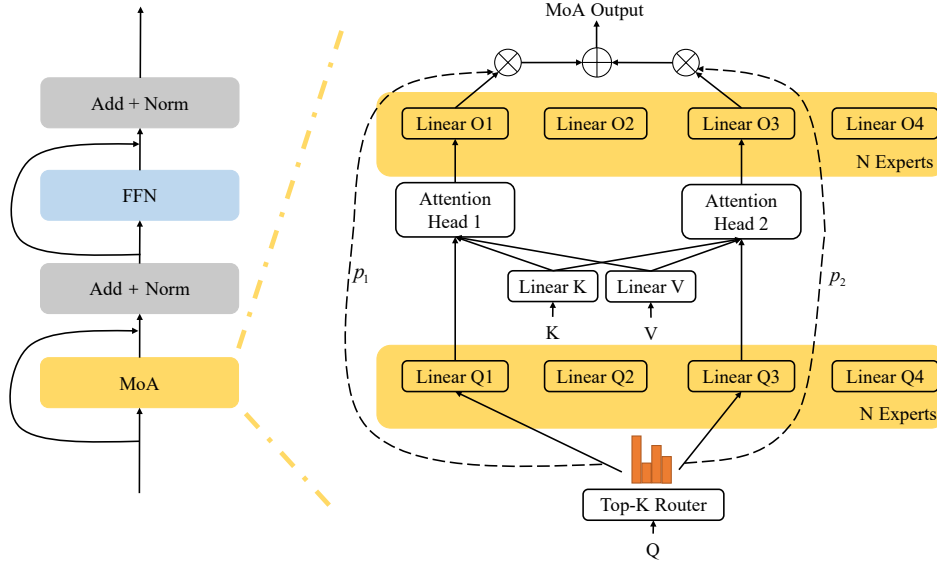 MoA Output
Add + Norm
Linear O1
Linear O2
Linear O3
Linear O4
N Experts
FFN
Attention
Head 1
Attention
Head 2
p1
p2
Add + Norm
Linear K
Linear V
K
V
MoA
Linear Q1
Linear Q2
Linear Q3
Linear Q4
N Experts
Top-K Router
Q